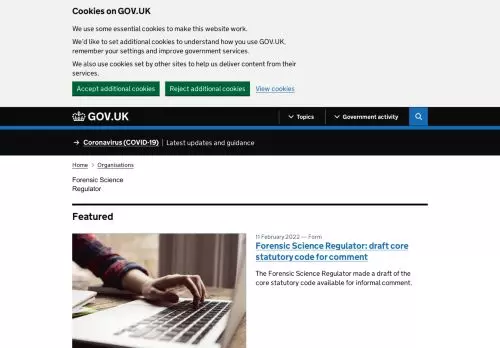 Cookies on GOV.UK
We use some essential cookies to make this website work.
We'd like to set additional cookies to understand how you use GOV.UK,
remember your settings and improve government services.
We also use cookies set by other sites to help us deliver content from their
services.
Accept additional cookies Reject additional cookies View cookies
GOV.UK Topics Government activity
→ Coronavirus (COVID-19) | Latest updates and guidance
Home > Organisations
Forensic Science
Regulator
Featured
11 February 2022 — Form
Forensic Science Regulator: draft core
statutory code for comment
The Forensic Science Regulator made a draft of the
core statutory code available for informal comment.